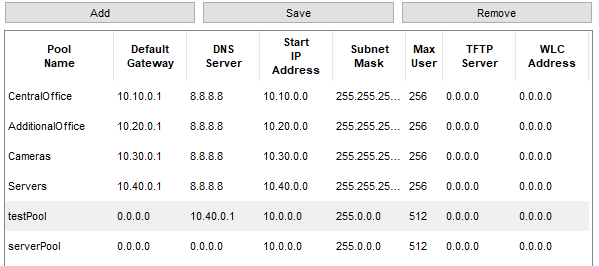 Add Save Remove
Pool Name Default Gateway DNS Server Start IP Address Subnet Mask Max User TFTP Server WLC Address
CentralOffice 10.10.0.1 8.8.8.8 10.10.0.0 255.255.25... 256 0.0.0.0 0.0.0.0
AdditionalOffice 10.20.0.1 8.8.8.8 10.20.0.0 255.255.25... 256 0.0.0.0 0.0.0.0
Cameras 10.30.0.1 8.8.8.8 10.30.0.0 255.255.25... 256 0.0.0.0 0.0.0.0
Servers 10.40.0.1 8.8.8.8 10.40.0.0 255.255.25... 256 0.0.0.0 0.0.0.0
testPool 0.0.0.0 10.40.0.1 10.0.0.0 255.0.0.0 512 0.0.0.0 0.0.0.0
serverPool 0.0.0.0 0.0.0.0 10.0.0.0 255.0.0.0 512 0.0.0.0 0.0.0.0